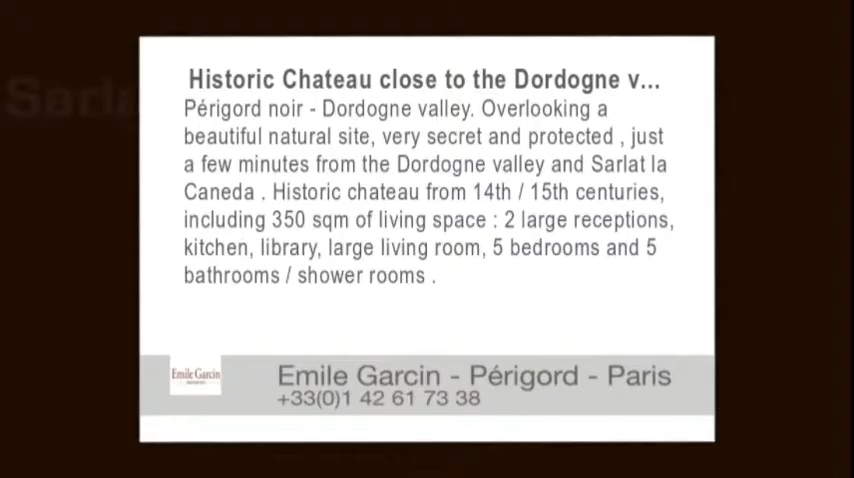 Historic Chateau close to the Dordogne v...
Périgord noir - Dordogne valley. Overlooking a
beautiful natural site, very secret and protected , just
a few minutes from the Dordogne valley and Sarlat la
Caneda . Historic chateau from 14th / 15th centuries,
including 350 sqm of living space : 2 large receptions,
kitchen, library, large living room, 5 bedrooms and 5
bathrooms / shower rooms .
Emile Garcin
Emile Garcin - Périgord - Paris
+33(0)1 42 61 73 38